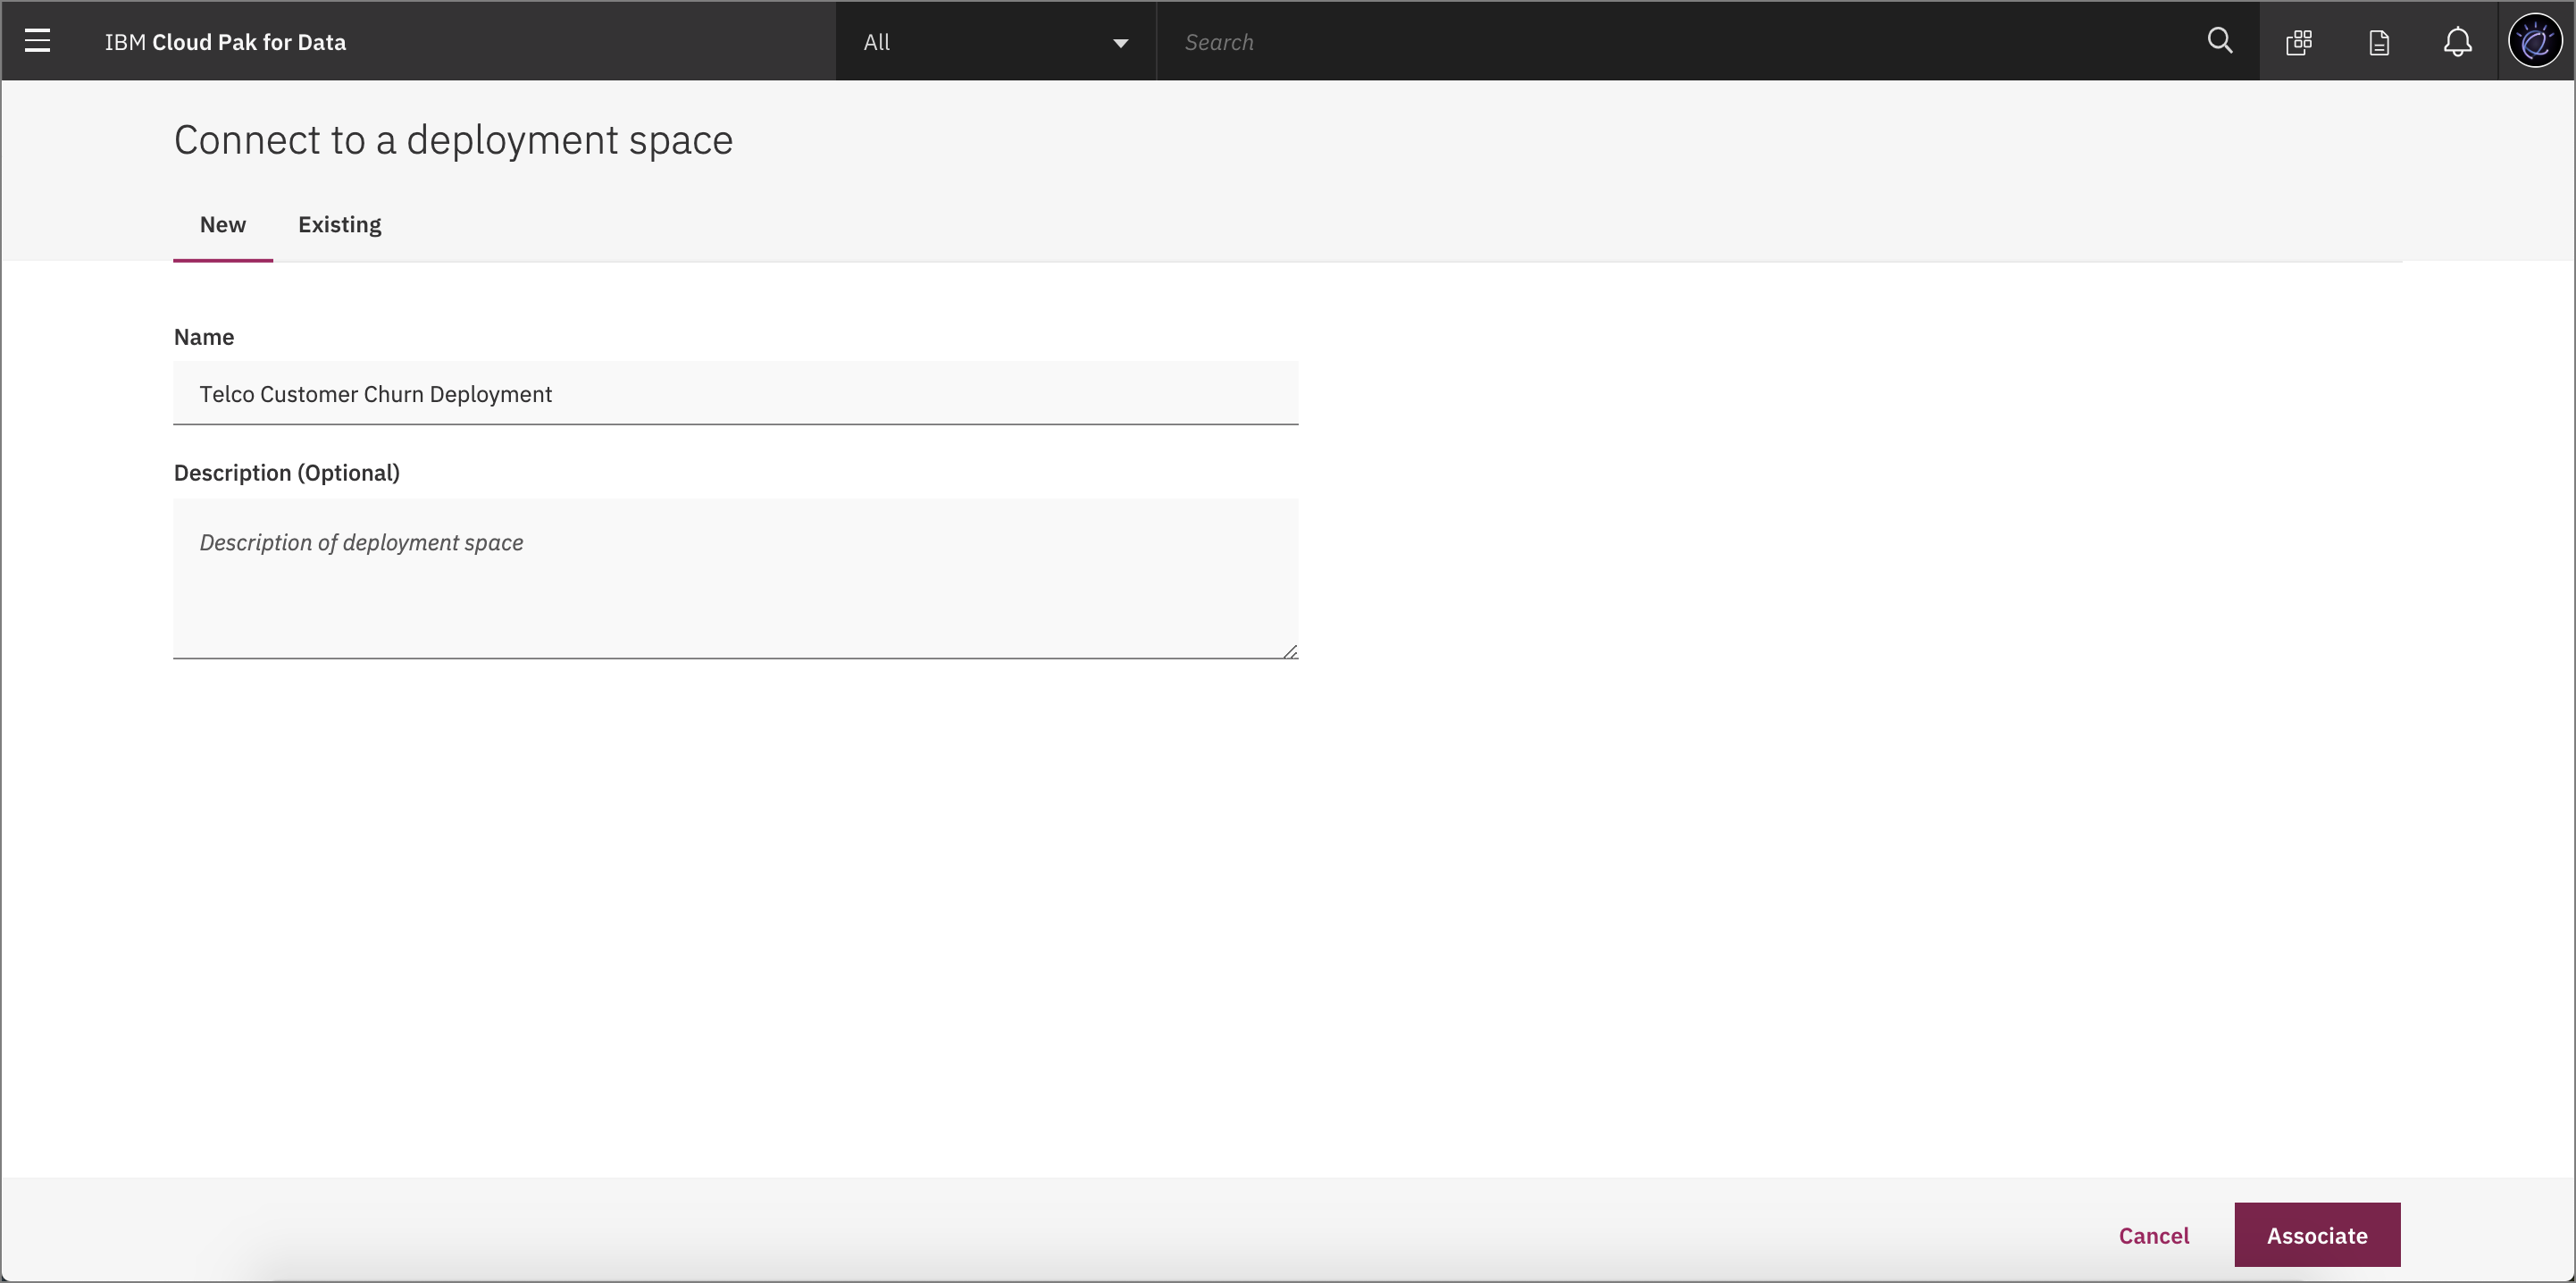 IBM Cloud Pak for Data
All
Search
Connect to a deployment space
New Existing
Name
Telco Customer Churn Deployment
Description (Optional)
Description of deployment space
Cancel Associate